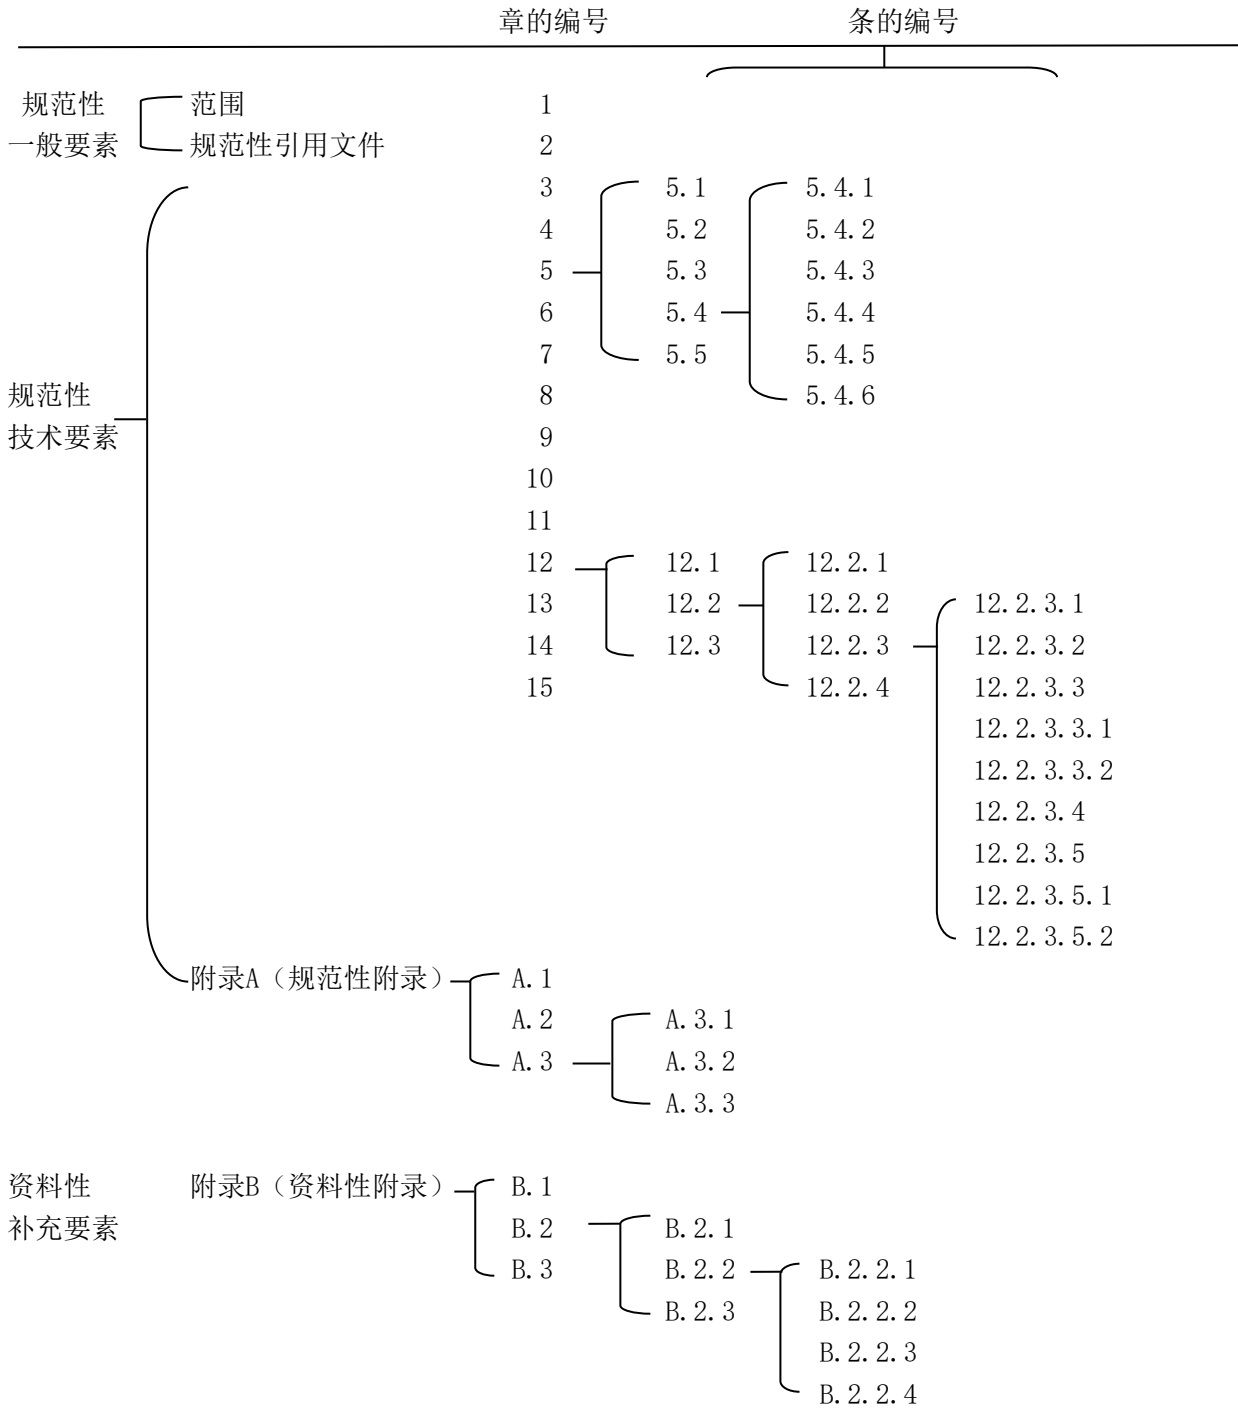 章的编号 条的编号
规范性 范围 1
一般要素 规范性引用文件 2
3 5.1 5.4.1
4 5.2 5.4.2
5 5.3 5.4.3
6 5.4 5.4.4
7 5.5 5.4.5
规范性 8 5.4.6
技术要素 9
10
11
12 12.1 12.2.1
13 12.2 12.2.2 12.2.3.1
14 12.3 12.2.3 12.2.3.2
15 12.2.4 12.2.3.3
12.2.3.3.1
12.2.3.3.2
12.2.3.4
12.2.3.5
12.2.3.5.1
12.2.3.5.2
附录A（规范性附录） A.1
A.2 A.3.1
A.3 A.3.2
A.3.3
资料性 附录B（资料性附录） B.1
补充要素 B.2 B.2.1
B.3 B.2.2 B.2.2.1
B.2.3 B.2.2.2
B.2.2.3
B.2.2.4